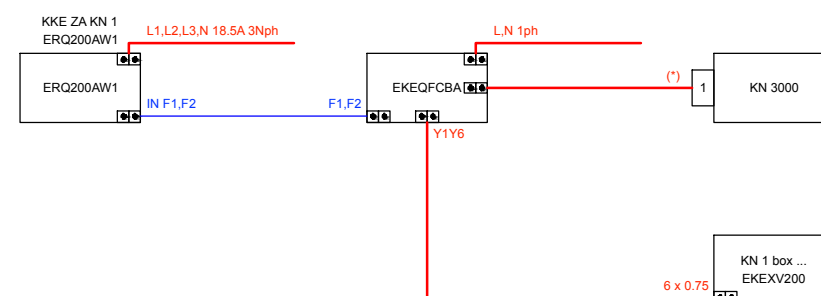 KKE ZA KN 1
ERQ200AW1
L1,L2,L3,N 18.5A 3Nph
L,N 1ph
ERQ200AW1
EKEQFCBA
(*)
1
KN 3000
IN F1,F2
F1,F2
Y1Y6
KN 1 box ...
EKEXV200
6 x 0.75